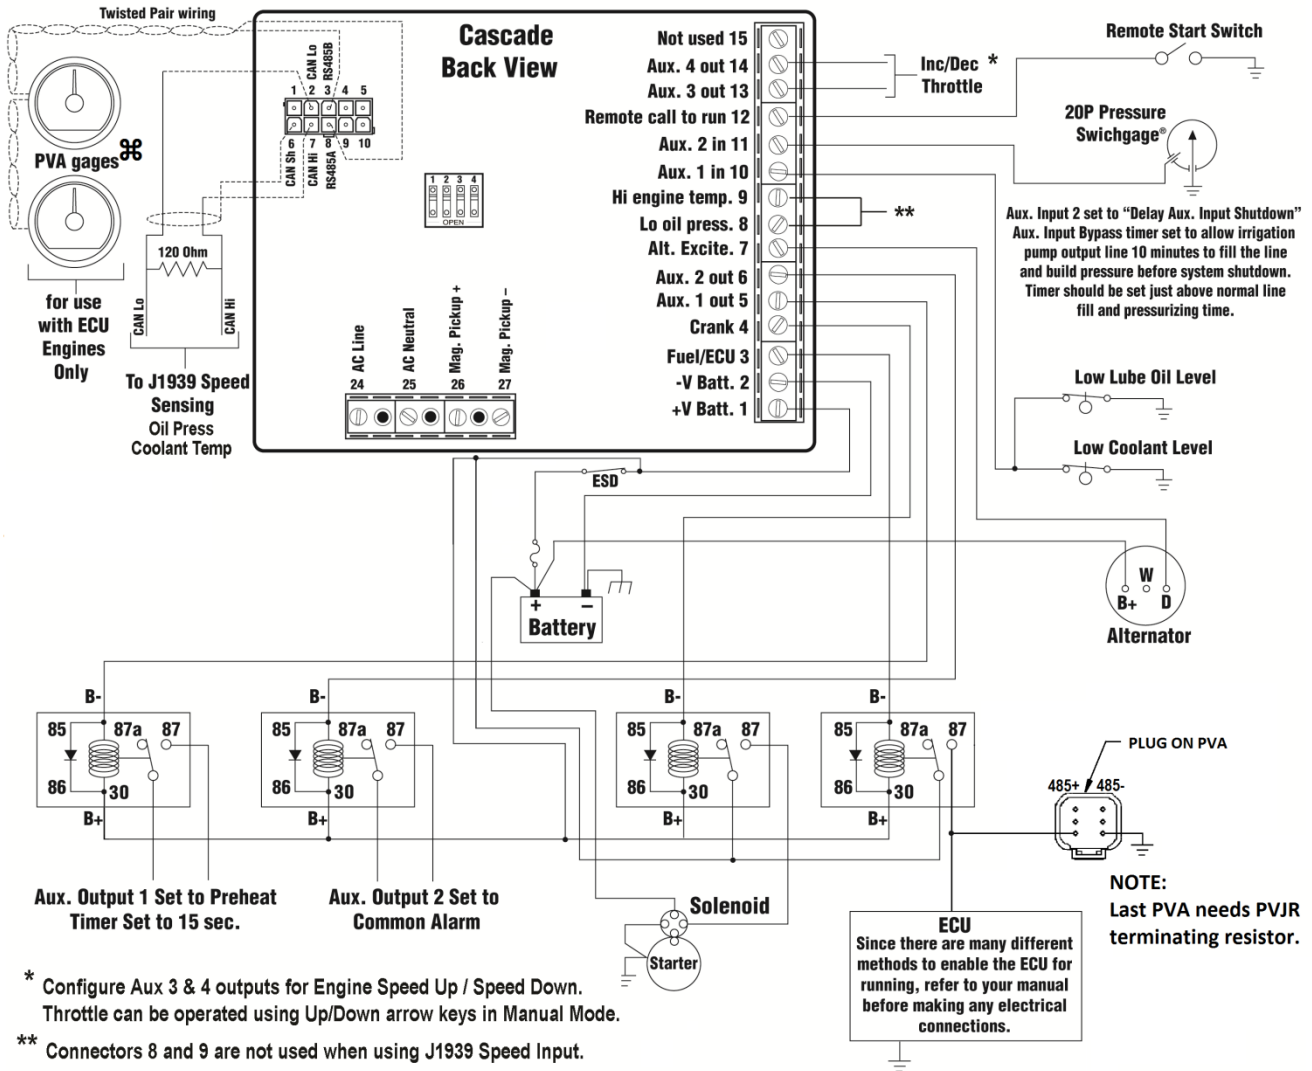 Twisted Pair wiring
Cascade
Back View
CAN Lo
RS485B
1 2 3 4 5
6 7 8 9 10
CAN Sh
CAN Hi
RS485A
1 2 3 4
OPEN
PVA gages ⌘
for use
with ECU
Engines
Only
120 Ohm
CAN Lo
CAN Hi
To J1939 Speed
Sensing
Oil Press
Coolant Temp
AC Line
AC Neutral
Mag. Pickup +
Mag. Pickup –
24 25 26 27
Not used 15
Aux. 4 out 14
Aux. 3 out 13
Remote call to run 12
Aux. 2 in 11
Aux. 1 in 10
Hi engine temp. 9
Lo oil press. 8
Alt. Excite. 7
Aux. 2 out 6
Aux. 1 out 5
Crank 4
Fuel/ECU 3
-V Batt. 2
+V Batt. 1
Inc/Dec *
Throttle
**
Remote Start Switch
20P Pressure
Swichgage®
Aux. Input 2 set to “Delay Aux. Input Shutdown”
Aux. Input Bypass timer set to allow irrigation
pump output line 10 minutes to fill the line
and build pressure before system shutdown.
Timer should be set just above normal line
fill and pressurizing time.
Low Lube Oil Level
Low Coolant Level
ESD
+ –
Battery
W
B+ D
Alternator
B-
85 87a 87
86 30
B+
B-
85 87a 87
86 30
B+
B-
85 87a 87
86 30
B+
B-
85 87a 87
86 30
B+
PLUG ON PVA
485+ 485-
NOTE:
Last PVA needs PVJR
terminating resistor.
Aux. Output 1 Set to Preheat
Timer Set to 15 sec.
Aux. Output 2 Set to
Common Alarm
Solenoid
Starter
ECU
Since there are many different
methods to enable the ECU for
running, refer to your manual
before making any electrical
connections.
* Configure Aux 3 & 4 outputs for Engine Speed Up / Speed Down.
Throttle can be operated using Up/Down arrow keys in Manual Mode.
** Connectors 8 and 9 are not used when using J1939 Speed Input.